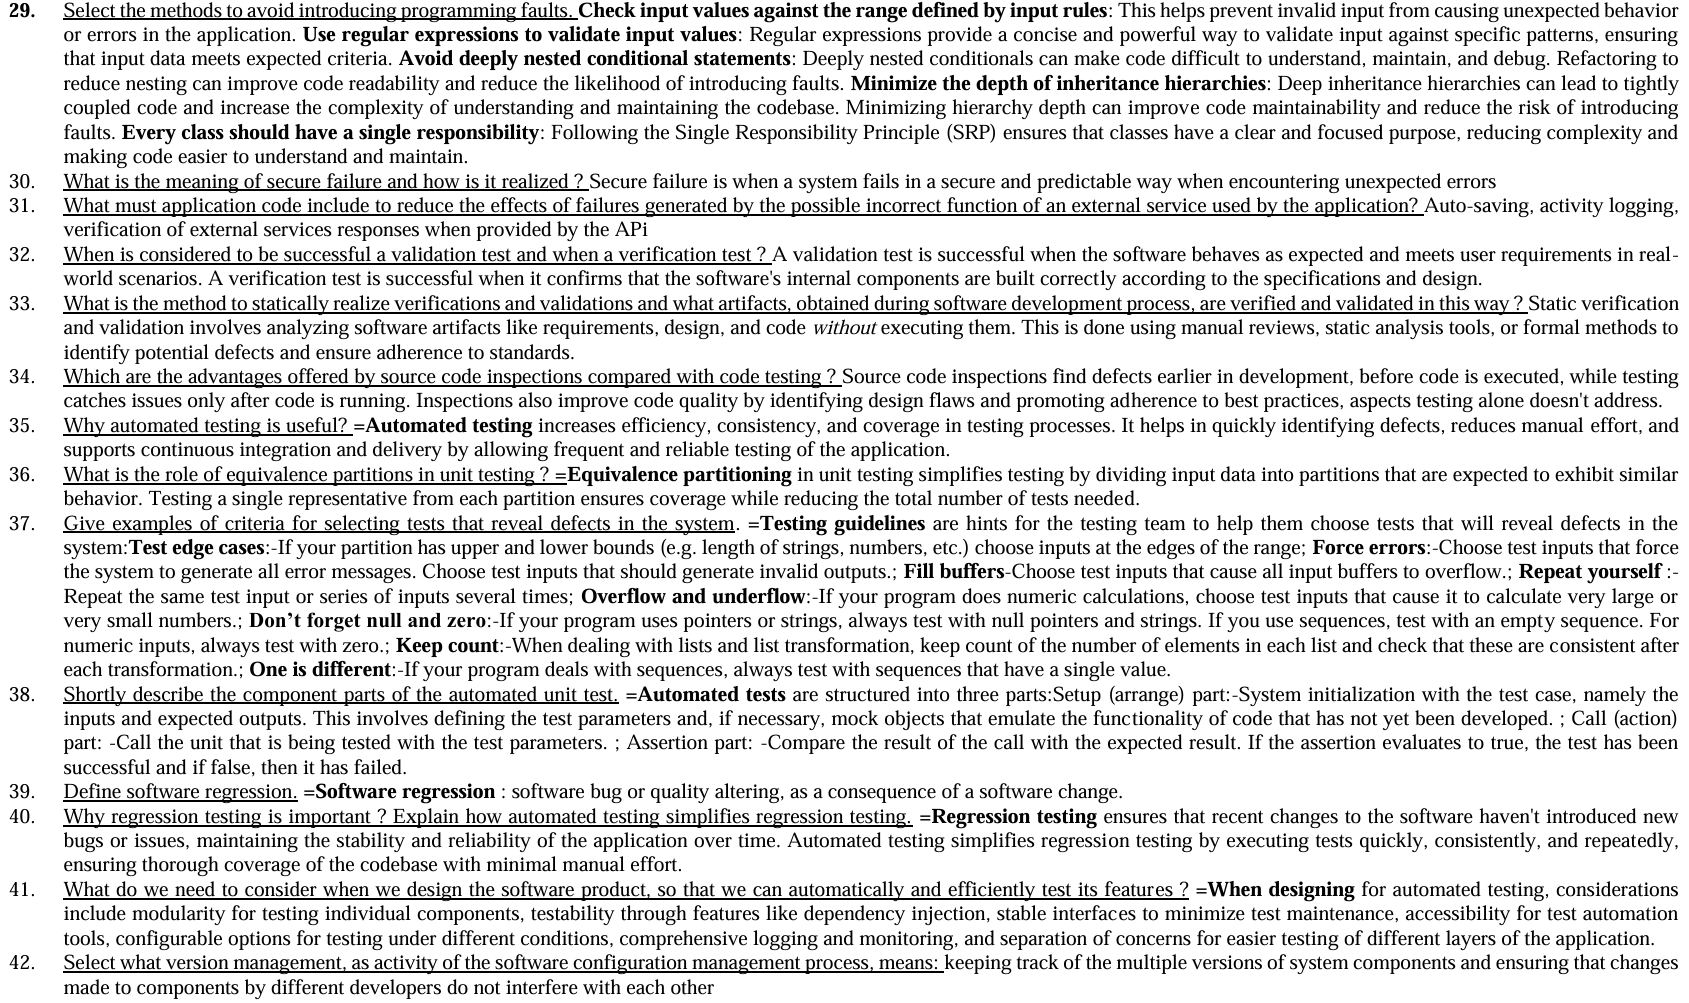 29. Select the methods to avoid introducing programming faults. Check input values against the range defined by input rules: This helps prevent invalid input from causing unexpected behavior
or errors in the application. Use regular expressions to validate input values: Regular expressions provide a concise and powerful way to validate input against specific patterns, ensuring
that input data meets expected criteria. Avoid deeply nested conditional statements: Deeply nested conditionals can make code difficult to understand, maintain, and debug. Refactoring to
reduce nesting can improve code readability and reduce the likelihood of introducing faults. Minimize the depth of inheritance hierarchies: Deep inheritance hierarchies can lead to tightly
coupled code and increase the complexity of understanding and maintaining the codebase. Minimizing hierarchy depth can improve code maintainability and reduce the risk of introducing
faults. Every class should have a single responsibility: Following the Single Responsibility Principle (SRP) ensures that classes have a clear and focused purpose, reducing complexity and
making code easier to understand and maintain.
30. What is the meaning of secure failure and how is it realized ? Secure failure is when a system fails in a secure and predictable way when encountering unexpected errors
31. What must application code include to reduce the effects of failures generated by the possible incorrect function of an external service used by the application? Auto-saving, activity logging,
verification of external services responses when provided by the APi
32. When is considered to be successful a validation test and when a verification test ? A validation test is successful when the software behaves as expected and meets user requirements in real-
world scenarios. A verification test is successful when it confirms that the software's internal components are built correctly according to the specifications and design.
33. What is the method to statically realize verifications and validations and what artifacts, obtained during software development process, are verified and validated in this way ? Static verification
and validation involves analyzing software artifacts like requirements, design, and code without executing them. This is done using manual reviews, static analysis tools, or formal methods to
identify potential defects and ensure adherence to standards.
34. Which are the advantages offered by source code inspections compared with code testing ? Source code inspections find defects earlier in development, before code is executed, while testing
catches issues only after code is running. Inspections also improve code quality by identifying design flaws and promoting adherence to best practices, aspects testing alone doesn't address.
35. Why automated testing is useful? =Automated testing increases efficiency, consistency, and coverage in testing processes. It helps in quickly identifying defects, reduces manual effort, and
supports continuous integration and delivery by allowing frequent and reliable testing of the application.
36. What is the role of equivalence partitions in unit testing ? =Equivalence partitioning in unit testing simplifies testing by dividing input data into partitions that are expected to exhibit similar
behavior. Testing a single representative from each partition ensures coverage while reducing the total number of tests needed.
37. Give examples of criteria for selecting tests that reveal defects in the system. =Testing guidelines are hints for the testing team to help them choose tests that will reveal defects in the
system:Test edge cases:-If your partition has upper and lower bounds (e.g. length of strings, numbers, etc.) choose inputs at the edges of the range; Force errors:-Choose test inputs that force
the system to generate all error messages. Choose test inputs that should generate invalid outputs.; Fill buffers-Choose test inputs that cause all input buffers to overflow.; Repeat yourself :-
Repeat the same test input or series of inputs several times; Overflow and underflow:-If your program does numeric calculations, choose test inputs that cause it to calculate very large or
very small numbers.; Don’t forget null and zero:-If your program uses pointers or strings, always test with null pointers and strings. If you use sequences, test with an empty sequence. For
numeric inputs, always test with zero.; Keep count:-When dealing with lists and list transformation, keep count of the number of elements in each list and check that these are consistent after
each transformation.; One is different:-If your program deals with sequences, always test with sequences that have a single value.
38. Shortly describe the component parts of the automated unit test. =Automated tests are structured into three parts:Setup (arrange) part:-System initialization with the test case, namely the
inputs and expected outputs. This involves defining the test parameters and, if necessary, mock objects that emulate the functionality of code that has not yet been developed. ; Call (action)
part: -Call the unit that is being tested with the test parameters. ; Assertion part: -Compare the result of the call with the expected result. If the assertion evaluates to true, the test has been
successful and if false, then it has failed.
39. Define software regression. =Software regression : software bug or quality altering, as a consequence of a software change.
40. Why regression testing is important ? Explain how automated testing simplifies regression testing. =Regression testing ensures that recent changes to the software haven't introduced new
bugs or issues, maintaining the stability and reliability of the application over time. Automated testing simplifies regression testing by executing tests quickly, consistently, and repeatedly,
ensuring thorough coverage of the codebase with minimal manual effort.
41. What do we need to consider when we design the software product, so that we can automatically and efficiently test its features ? =When designing for automated testing, considerations
include modularity for testing individual components, testability through features like dependency injection, stable interfaces to minimize test maintenance, accessibility for test automation
tools, configurable options for testing under different conditions, comprehensive logging and monitoring, and separation of concerns for easier testing of different layers of the application.
42. Select what version management, as activity of the software configuration management process, means: keeping track of the multiple versions of system components and ensuring that changes
made to components by different developers do not interfere with each other